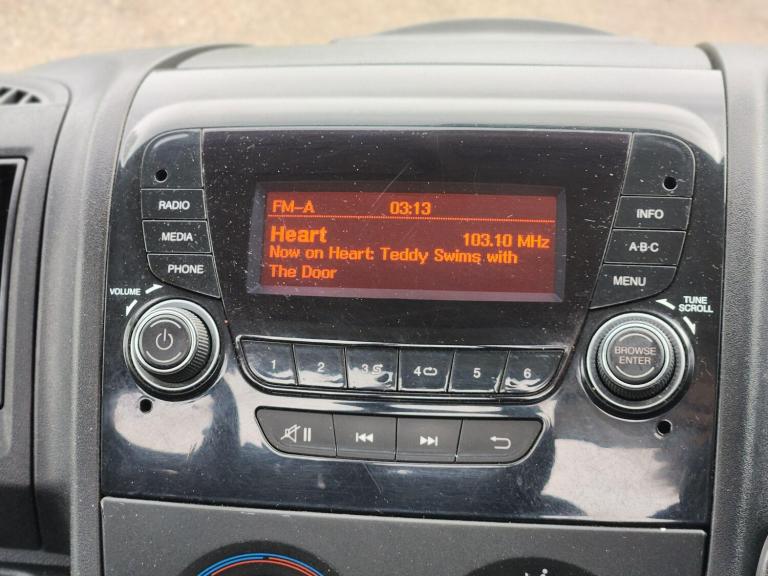 FM-A 03:13
Heart 103.10 MHz
Now on Heart: Teddy Swims with
The Door
RADIO
MEDIA
PHONE
VOLUME
INFO
A·B·C
MENU
TUNE
SCROLL
BROWSE
ENTER
1 2 3 4 5 6